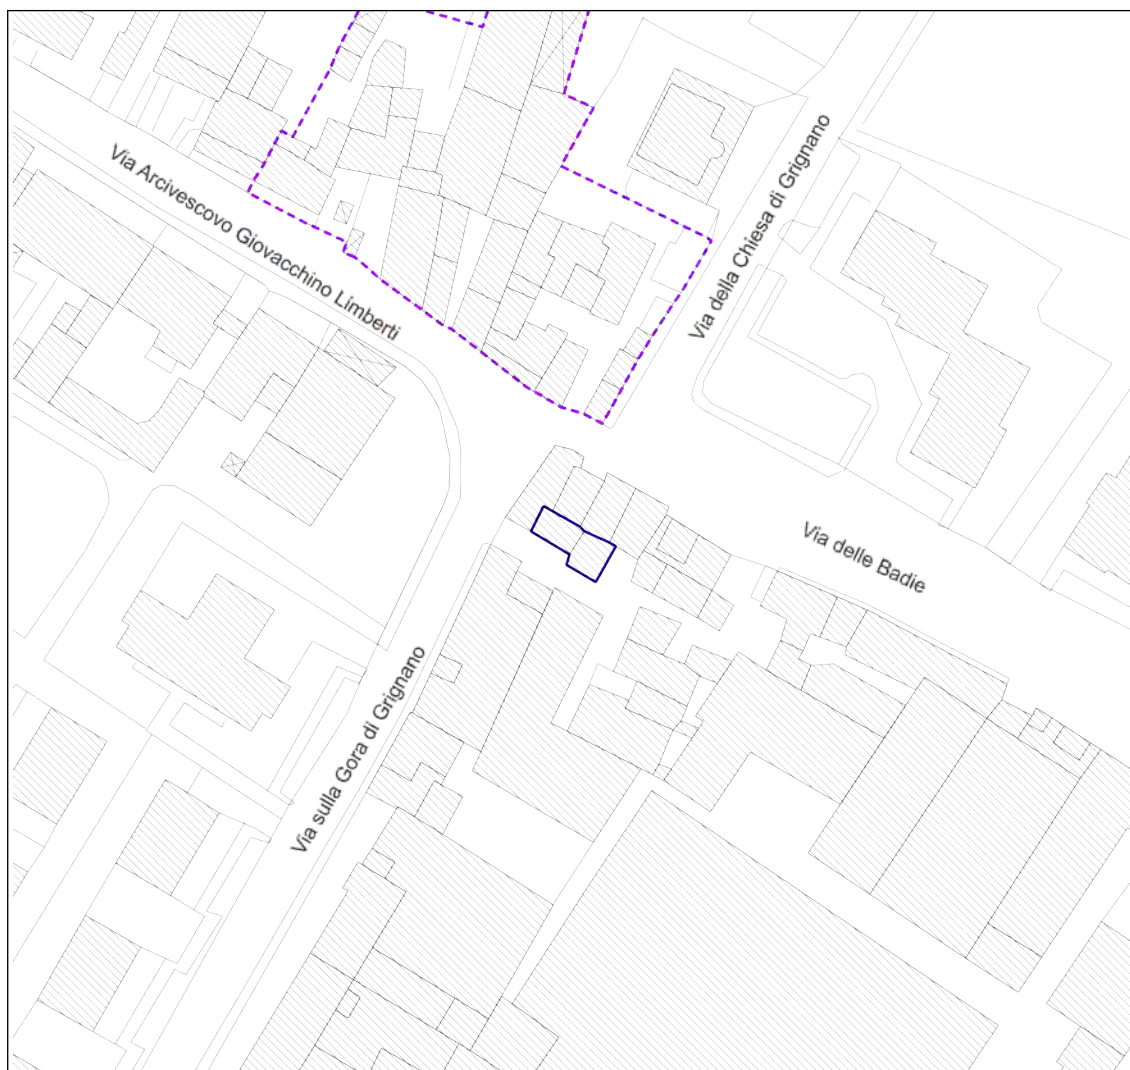 Via Arcivescovo Giovacchino Limberti
Via della Chiesa di Grignano
Via delle Badie
Via sulla Gora di Grignano